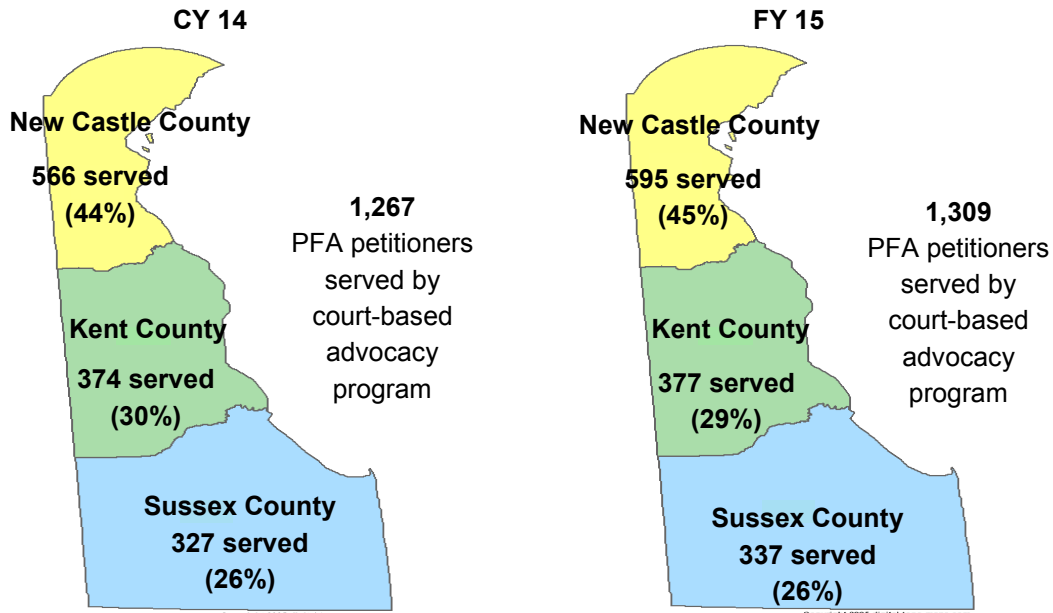 CY 14
New Castle County
566 served
(44%)
1,267
PFA petitioners
served by
court-based
advocacy
program
Kent County
374 served
(30%)
Sussex County
327 served
(26%)
FY 15
New Castle County
595 served
(45%)
1,309
PFA petitioners
served by
court-based
advocacy
program
Kent County
377 served
(29%)
Sussex County
337 served
(26%)